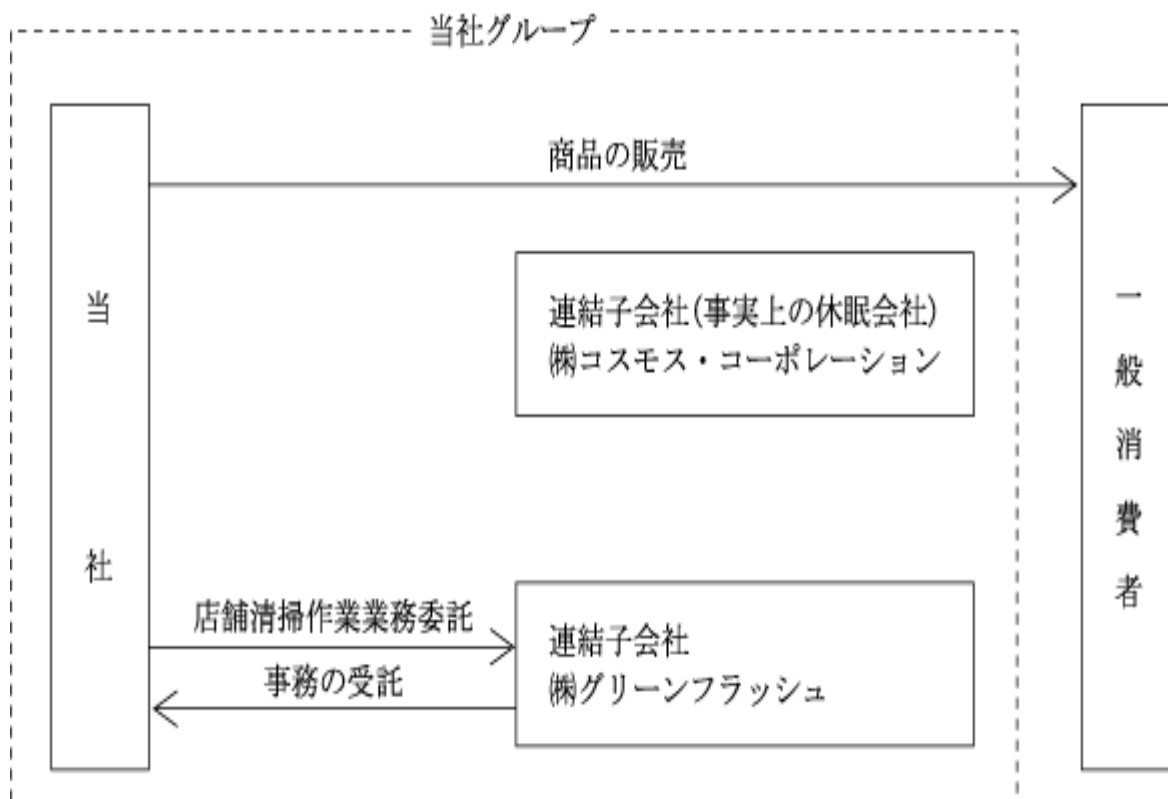 当社グループ
商品の販売
当社
連結子会社(事実上の休眠会社)
㈱コスモス・コーポレーション
一般消費者
店舗清掃作業業務委託
事務の受託
連結子会社
㈱グリーンフラッシュ